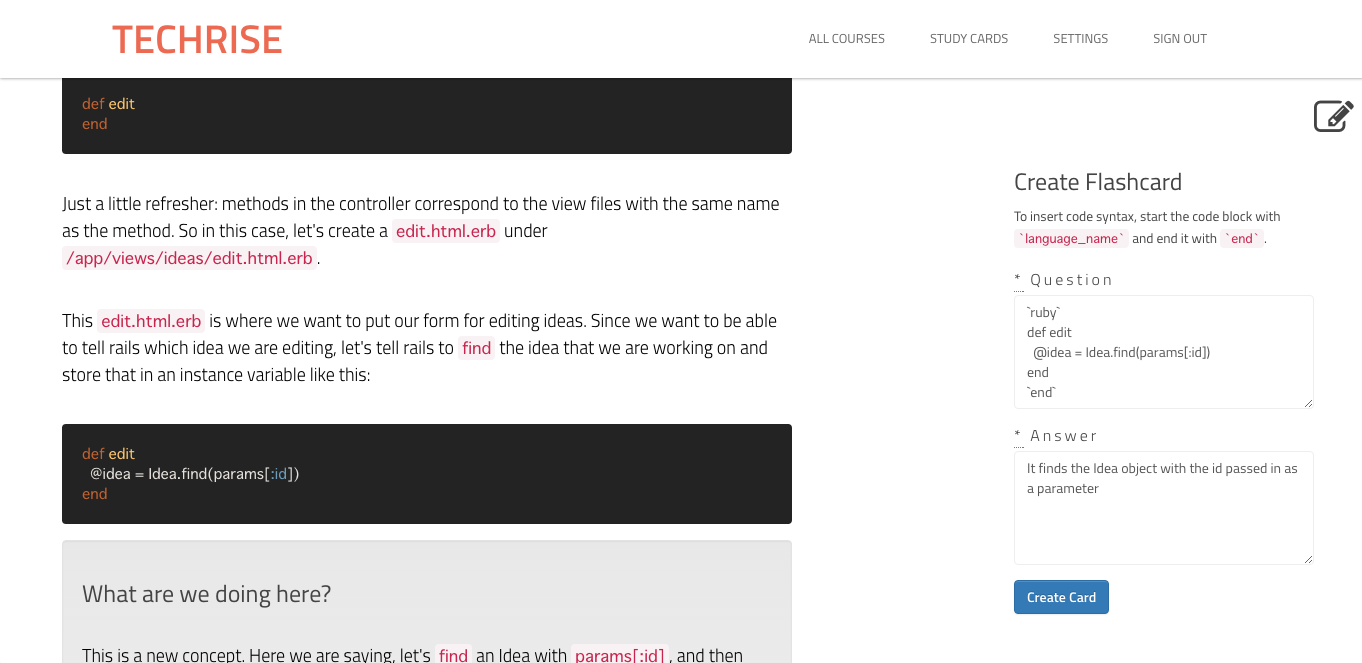 TECHRISE
ALL COURSES
STUDY CARDS
SETTINGS
SIGN OUT
def edit
end
Just a little refresher: methods in the controller correspond to the view files with the same name
as the method. So in this case, let's create a edit.html.erb under
/app/views/ideas/edit.html.erb.
This edit.html.erb is where we want to put our form for editing ideas. Since we want to be able
to tell rails which idea we are editing, let's tell rails to find the idea that we are working on and
store that in an instance variable like this:
def edit
  @idea = Idea.find(params[:id])
end
What are we doing here?
This is a new concept. Here we are saying, let's find an Idea with params[:id], and then
Create Flashcard
To insert code syntax, start the code block with
`language_name` and end it with `end`.
* Question
`ruby`
def edit
  @idea = Idea.find(params[:id])
end
`end`
* Answer
It finds the Idea object with the id passed in as
a parameter
Create Card